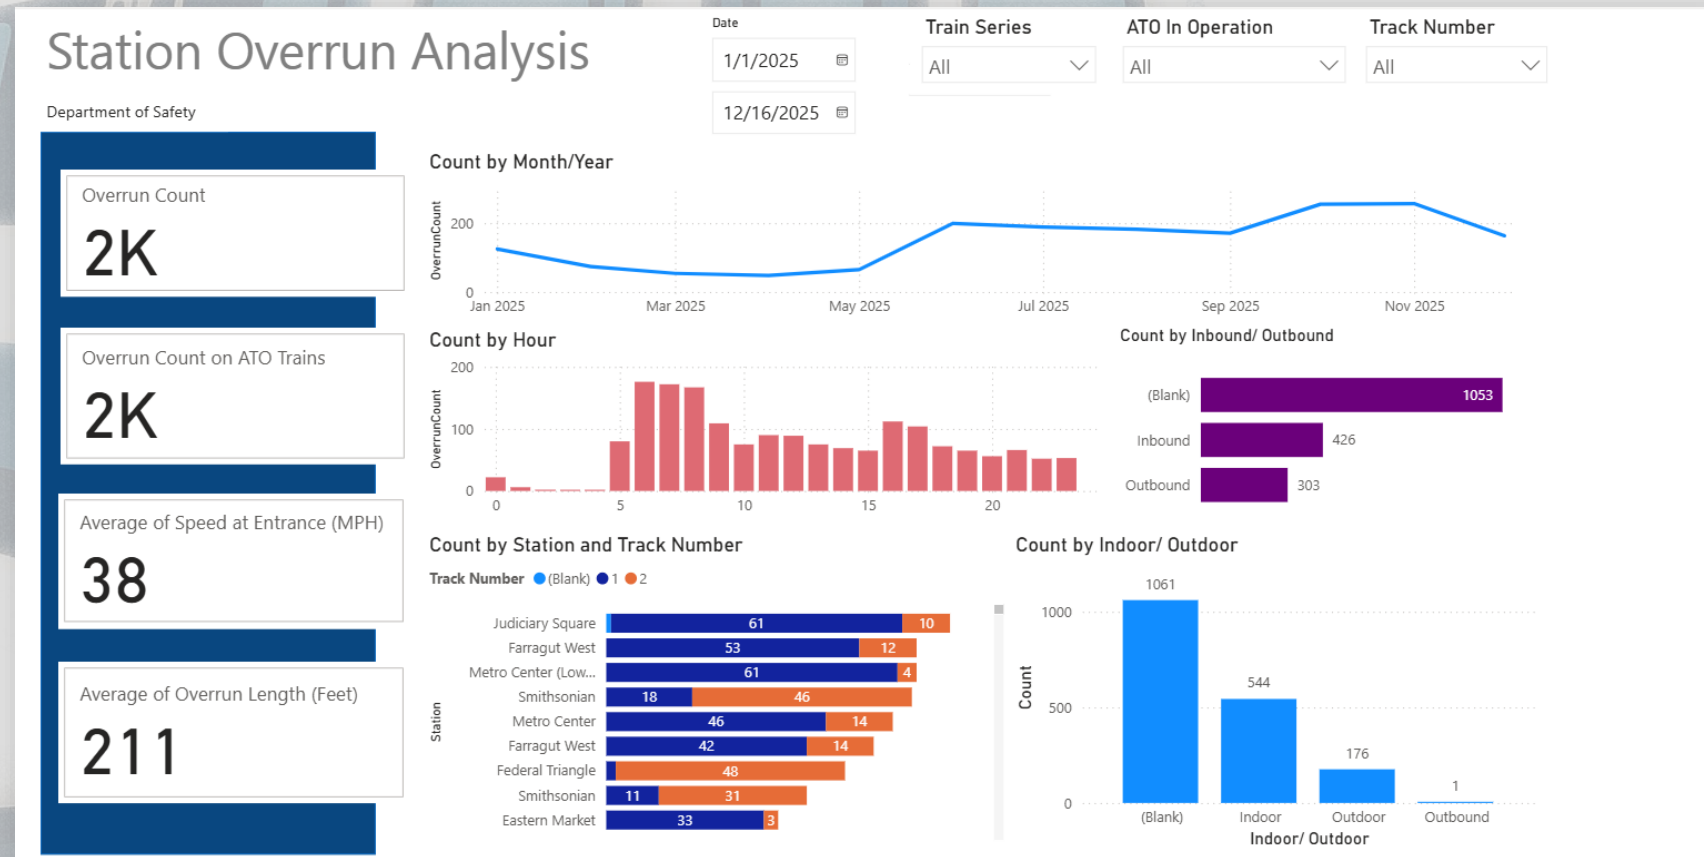 Station Overrun Analysis
Department of Safety
Date
1/1/2025
12/16/2025
Train Series
All
ATO In Operation
All
Track Number
All
Overrun Count
2K
Overrun Count on ATO Trains
2K
Average of Speed at Entrance (MPH)
38
Average of Overrun Length (Feet)
211
Count by Month/Year
OverrunCount
200
0
Jan 2025 Mar 2025 May 2025 Jul 2025 Sep 2025 Nov 2025
Count by Hour
OverrunCount
200
100
0
0 5 10 15 20
Count by Inbound/ Outbound
(Blank) 1053
Inbound 426
Outbound 303
Count by Station and Track Number
Track Number (Blank) 1 2
Station
Judiciary Square 61 10
Farragut West 53 12
Metro Center (Low... 61 4
Smithsonian 18 46
Metro Center 46 14
Farragut West 42 14
Federal Triangle 48
Smithsonian 11 31
Eastern Market 33 3
Count by Indoor/ Outdoor
Count
1000
500
0
1061
544
176
1
(Blank) Indoor Outdoor Outbound
Indoor/ Outdoor